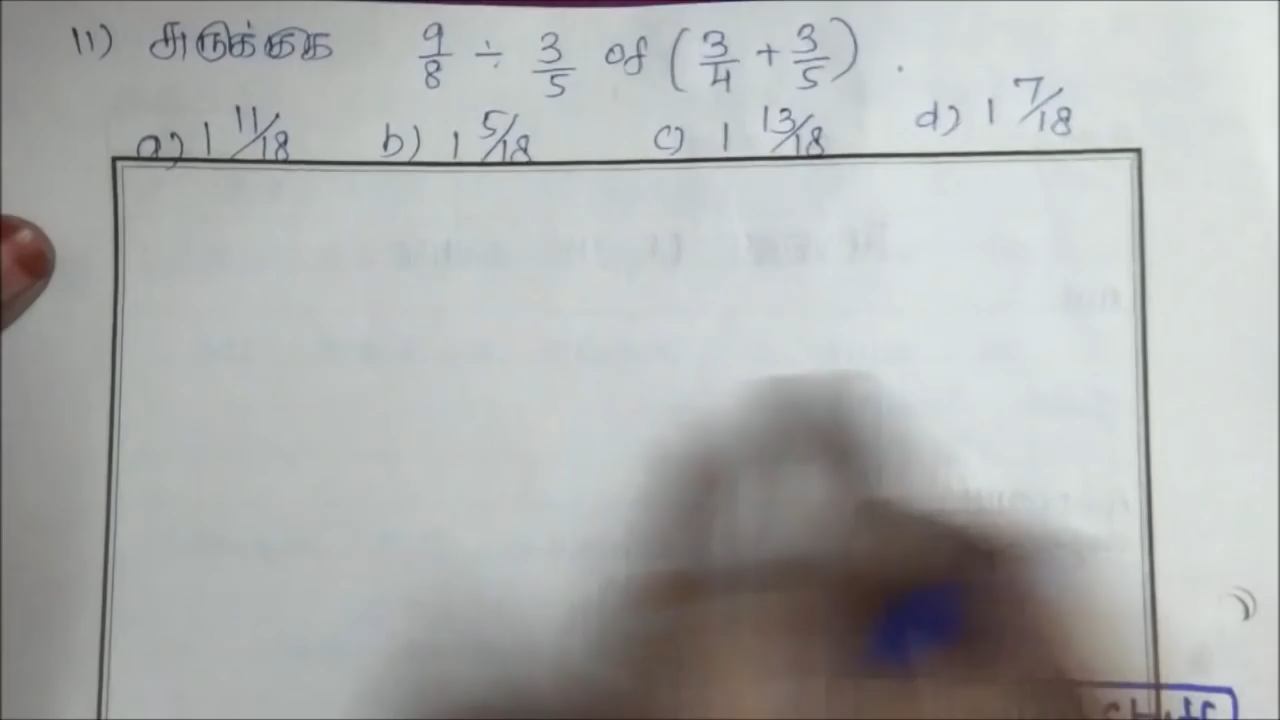 11) சுருக்குக 9/8 ÷ 3/5 of (3/4 + 3/5).
a) 1 11/18 b) 1 5/18 c) 1 13/18 d) 1 7/18